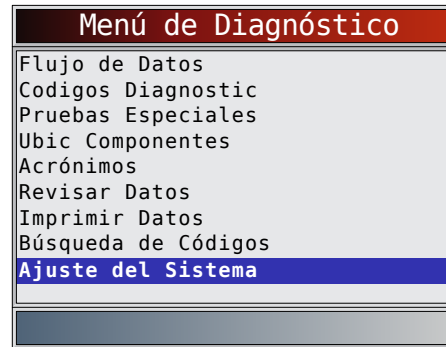 Menú de Diagnóstico
Flujo de Datos
Codigos Diagnostic
Pruebas Especiales
Ubic Componentes
Acrónimos
Revisar Datos
Imprimir Datos
Búsqueda de Códigos
Ajuste del Sistema